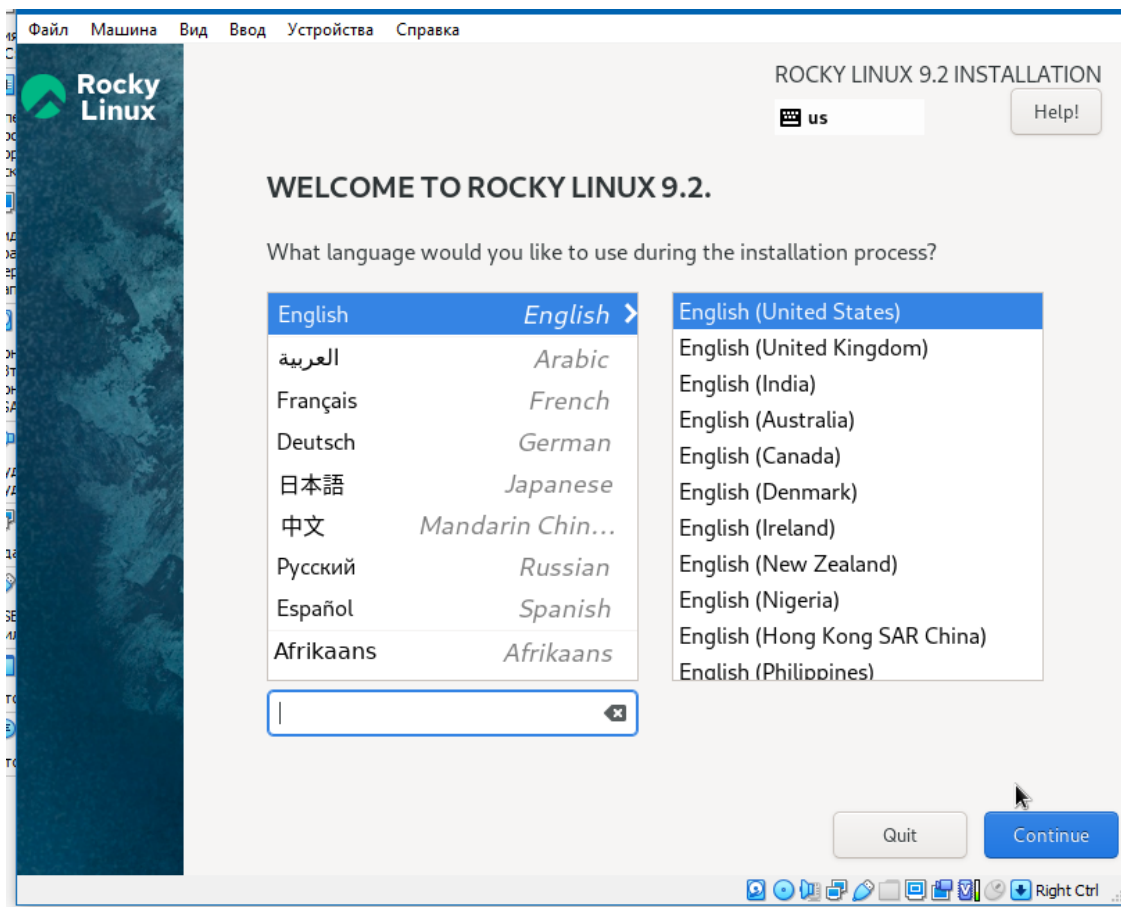 Файл Машина Вид Ввод Устройства Справка
Rocky
Linux
ROCKY LINUX 9.2 INSTALLATION
us
Help!
WELCOME TO ROCKY LINUX 9.2.
What language would you like to use during the installation process?
English English
العربية Arabic
Français French
Deutsch German
日本語 Japanese
中文 Mandarin Chin...
Русский Russian
Español Spanish
Afrikaans Afrikaans
English (United States)
English (United Kingdom)
English (India)
English (Australia)
English (Canada)
English (Denmark)
English (Ireland)
English (New Zealand)
English (Nigeria)
English (Hong Kong SAR China)
English (Philippines)
Quit
Continue
Right Ctrl